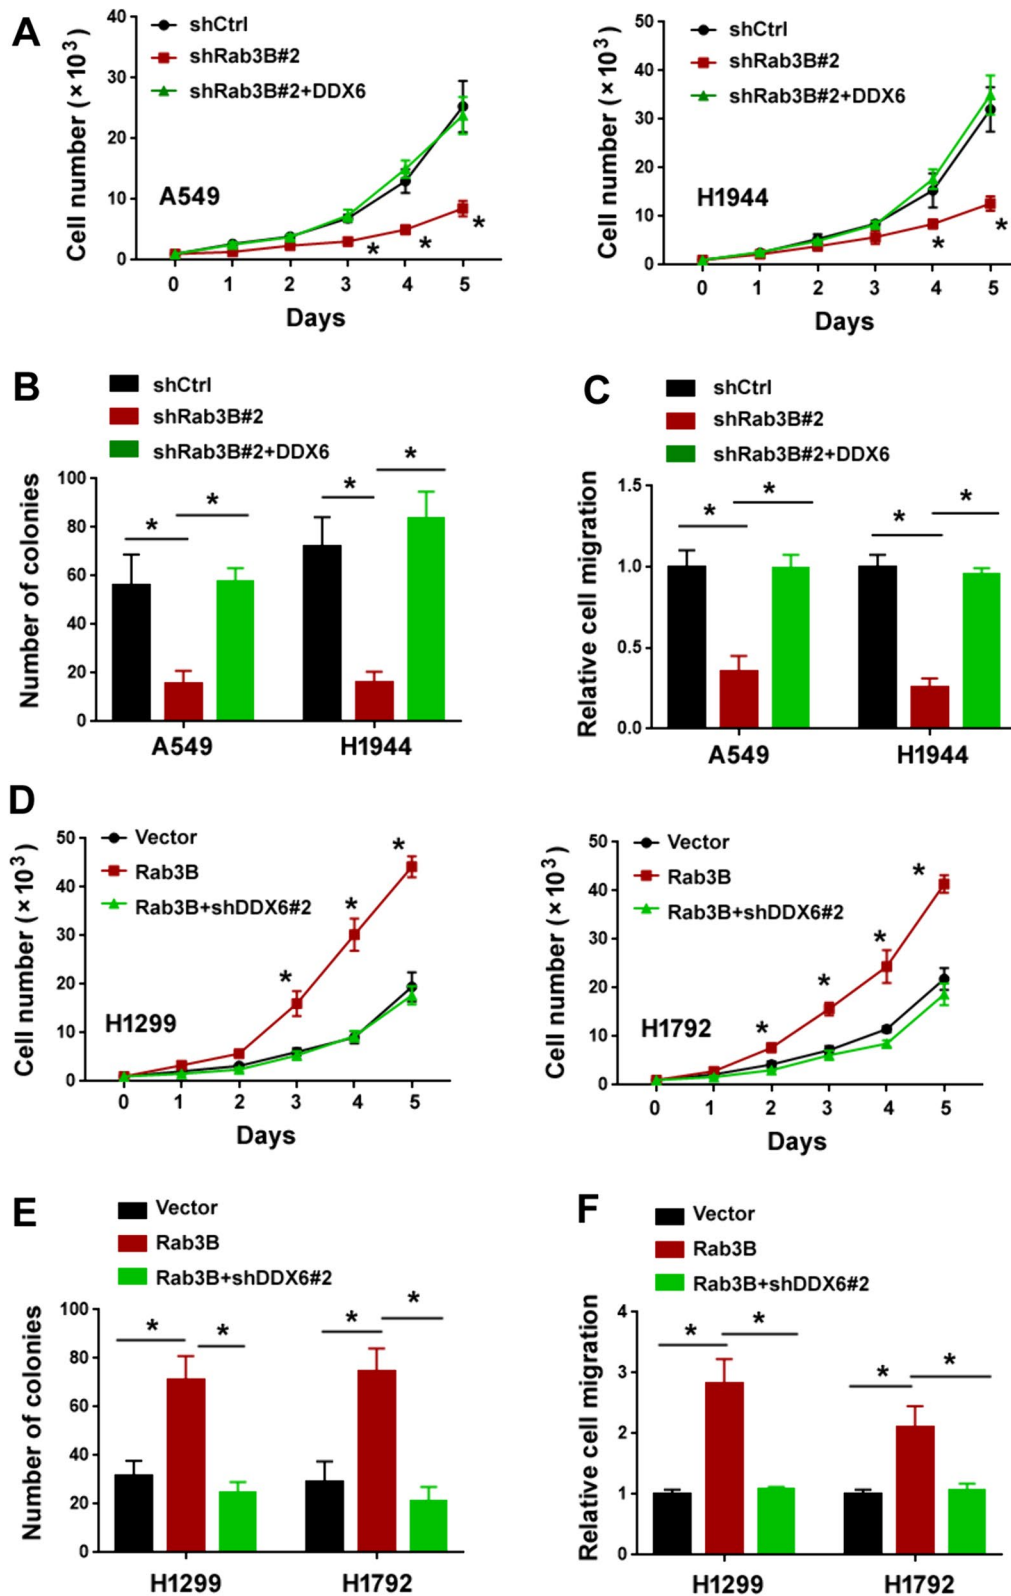 A
shCtrl
shRab3B#2
shRab3B#2+DDX6
Cell number (×10³)
40
30
20
10
0
A549
* * *
0 1 2 3 4 5
Days
shCtrl
shRab3B#2
shRab3B#2+DDX6
Cell number (×10³)
50
40
30
20
10
0
H1944
* *
0 1 2 3 4 5
Days
B
shCtrl
shRab3B#2
shRab3B#2+DDX6
Number of colonies
100
80
60
40
20
0
* * * *
A549 H1944
C
shCtrl
shRab3B#2
shRab3B#2+DDX6
Relative cell migration
1.5
1.0
0.5
0.0
* * * *
A549 H1944
D
Vector
Rab3B
Rab3B+shDDX6#2
Cell number (×10³)
50
40
30
20
10
0
H1299
* * *
0 1 2 3 4 5
Days
Vector
Rab3B
Rab3B+shDDX6#2
Cell number (×10³)
50
40
30
20
10
0
H1792
* * * *
0 1 2 3 4 5
Days
E
Vector
Rab3B
Rab3B+shDDX6#2
Number of colonies
100
80
60
40
20
0
* * * *
H1299 H1792
F
Vector
Rab3B
Rab3B+shDDX6#2
Relative cell migration
4
3
2
1
0
* * * *
H1299 H1792